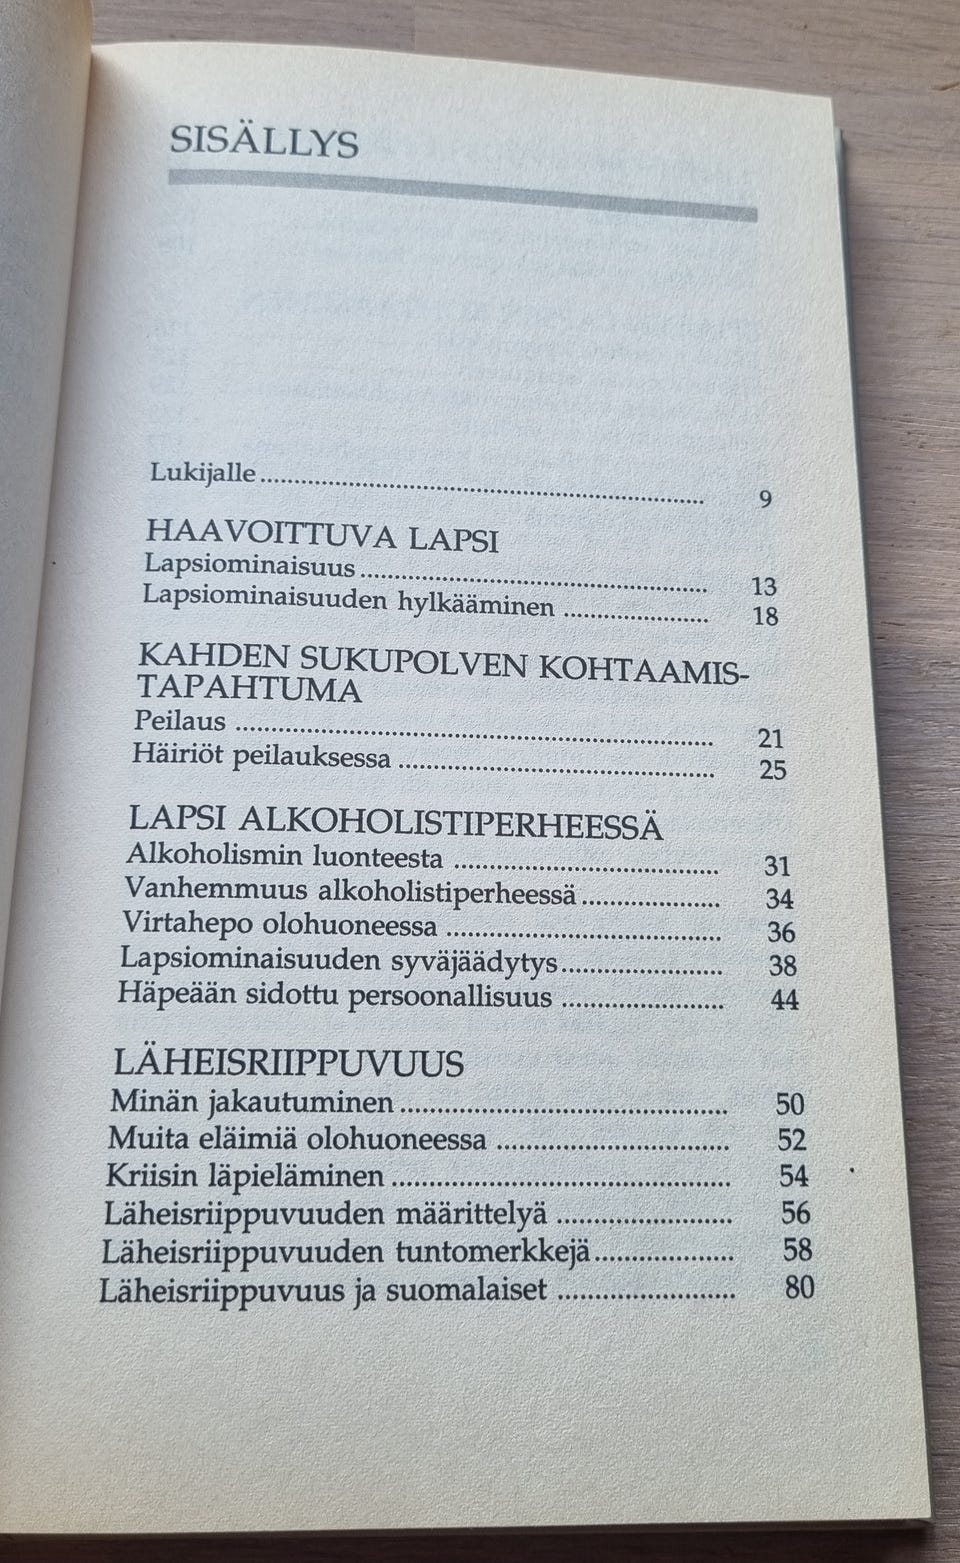 SISÄLLYS
Lukijalle 9
HAAVOITTUVA LAPSI
Lapsiominaisuus 13
Lapsiominaisuuden hylkääminen 18
KAHDEN SUKUPOLVEN KOHTAAMIS-
TAPAHTUMA
Peilaus 21
Häiriöt peilauksessa 25
LAPSI ALKOHOLISTIPERHEESSÄ
Alkoholismin luonteesta 31
Vanhemmuus alkoholistiperheessä 34
Virtahepo olohuoneessa 36
Lapsiominaisuuden syväjäädytys 38
Häpeään sidottu persoonallisuus 44
LÄHEISRIIPPUVUUS
Minän jakautuminen 50
Muita eläimiä olohuoneessa 52
Kriisin läpieläminen 54
Läheisriippuvuuden määrittelyä 56
Läheisriippuvuuden tuntomerkkejä 58
Läheisriippuvuus ja suomalaiset 80